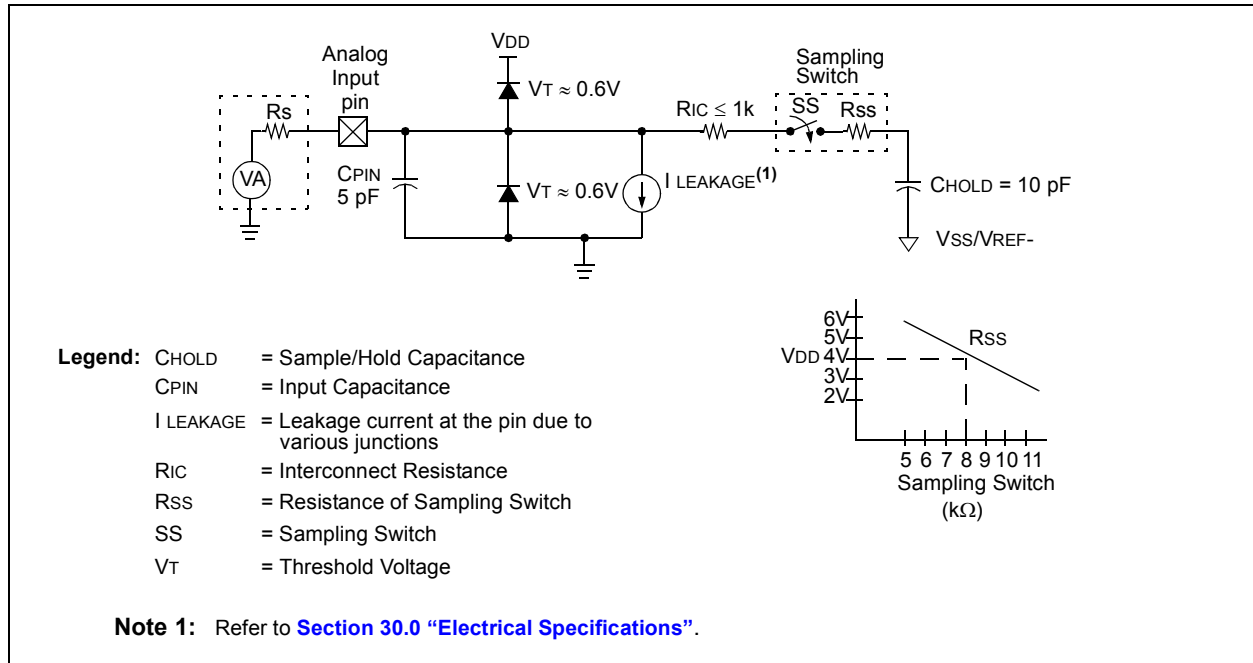 VDD
Analog
Input
pin
Sampling
Switch
VT ≈ 0.6V
Rs
RIC ≤ 1k
SS
Rss
VA
CPIN
5 pF
VT ≈ 0.6V
I LEAKAGE(1)
CHOLD = 10 pF
VSS/VREF-
6V
5V
VDD 4V
3V
2V
RSS
5 6 7 8 9 10 11
Sampling Switch
(kΩ)
Legend: CHOLD = Sample/Hold Capacitance
CPIN = Input Capacitance
I LEAKAGE = Leakage current at the pin due to
various junctions
RIC = Interconnect Resistance
RSS = Resistance of Sampling Switch
SS = Sampling Switch
VT = Threshold Voltage
Note 1: Refer to Section 30.0 “Electrical Specifications”.